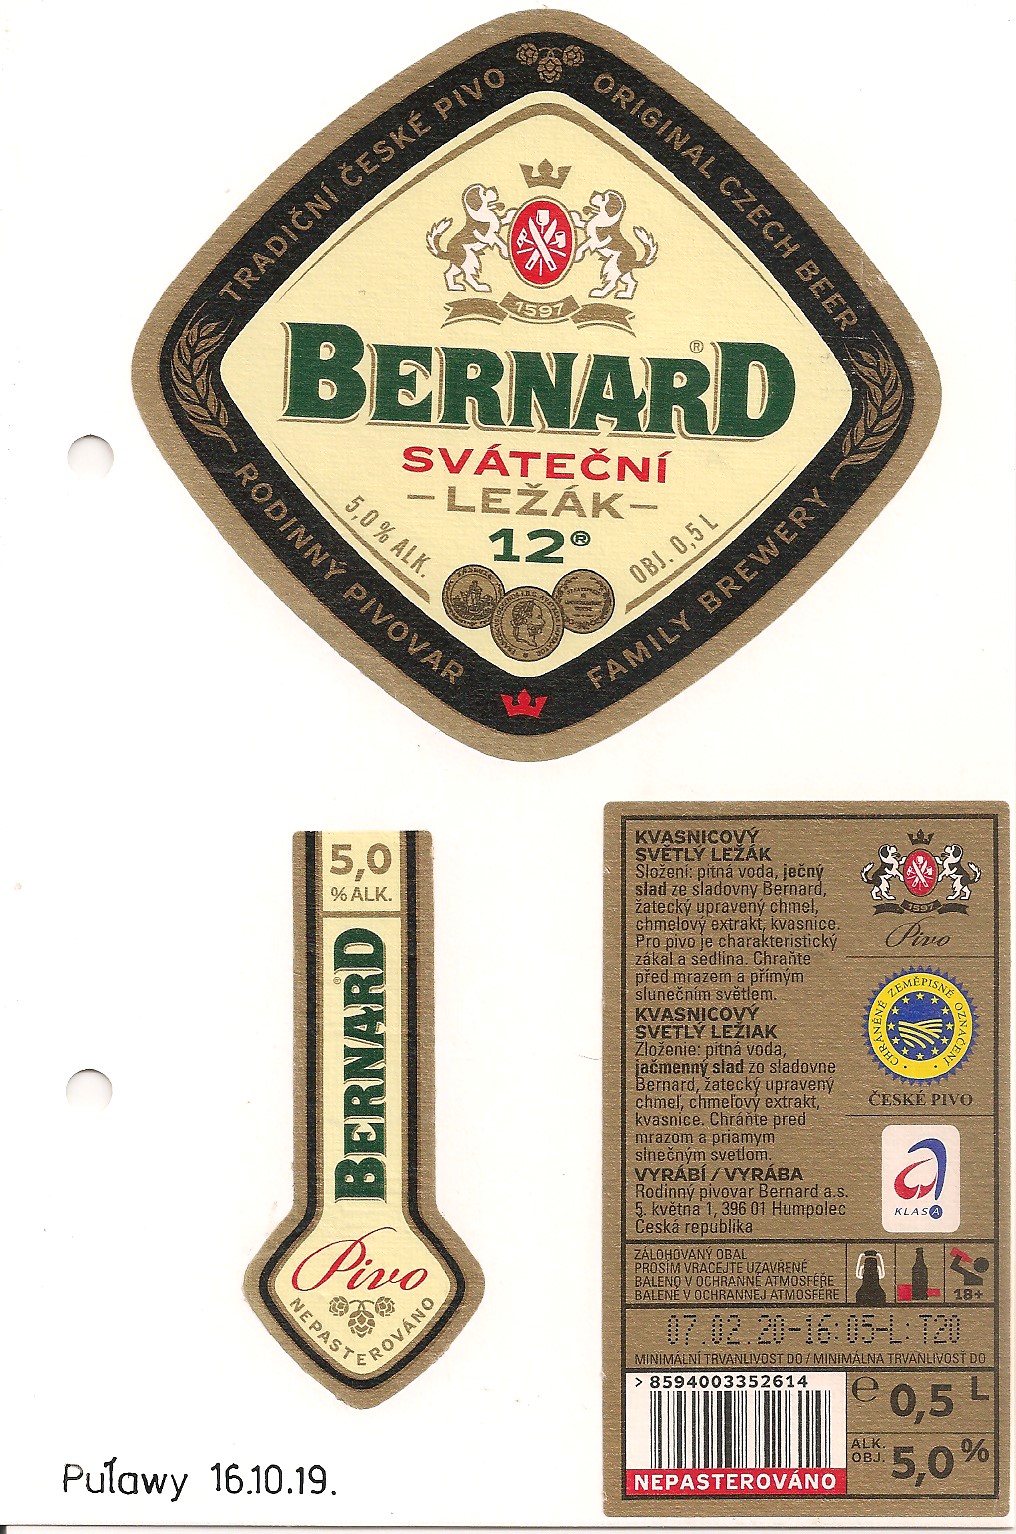 TRADIČNÍ ČESKÉ PIVO
ORIGINAL CZECH BEER
1597
BERNARD®
SVÁTEČNÍ
–LEŽÁK–
12®
5,0% ALK.
OBJ. 0,5 L
RODINNÝ PIVOVAR
FAMILY BREWERY
5,0
% ALK.
BERNARD®
Pivo
NEPASTEROVÁNO
KVASNICOVÝ
SVĚTLÝ LEŽÁK
Složení: pitná voda, ječný
slad ze sladovny Bernard,
žatecký upravený chmel,
chmelový extrakt, kvasnice.
Pro pivo je charakteristický
zákal a sedlina. Chraňte
před mrazem a přímým
slunečním světlem.
KVASNICOVÝ
SVETLÝ LEŽIAK
Zloženie: pitná voda,
jačmenný slad zo sladovne
Bernard, žatecký upravený
chmeľ, chmeľový extrakt,
kvasnice. Chráňte pred
mrazom a priamym
slnečným svetlom.
VYRÁBÍ / VYRÁBA
Rodinný pivovar Bernard a.s.
5. května 1, 396 01 Humpolec
Česká republika
1597
Pivo
CHRÁNĚNÉ ZEMĚPISNÉ OZNAČENÍ
ČESKÉ PIVO
KLASA
ZÁLOHOVANÝ OBAL
PROSÍM VRACEJTE UZAVŘENÉ
BALENO V OCHRANNÉ ATMOSFÉŘE
BALENÉ V OCHRANNEJ ATMOSFÉRE
18+
07.02.20-16:05-L:T20
MINIMÁLNÍ TRVANLIVOST DO / MINIMÁLNA TRVANLIVOSŤ DO
> 8594003352614
NEPASTEROVÁNO
e 0,5 L
ALK.
OBJ. 5,0%
Puławy 16.10.19.